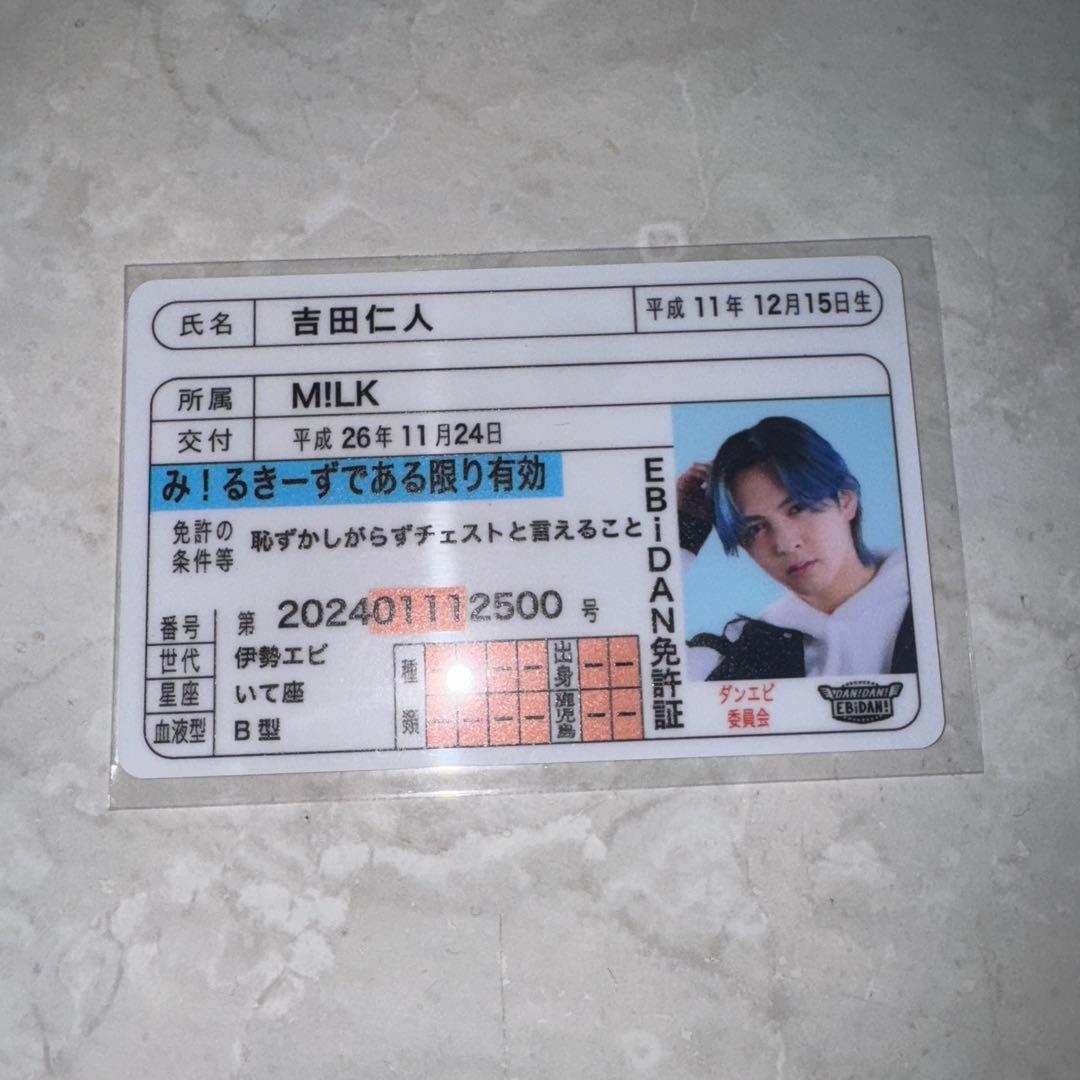 氏名 吉田仁人 平成11年12月15日生
所属 M!LK
交付 平成26年11月24日
み!るきーずである限り有効
免許の条件等 恥ずかしがらずチェストと言えること
番号 第 202401112500 号
世代 伊勢エビ
星座 いて座
血液型 B型
種類 - - - - - - - -
出身 - -
鹿児島 - -
EBiDAN免許証
ダンエビ
委員会
DAN!DAN!
EBiDAN!